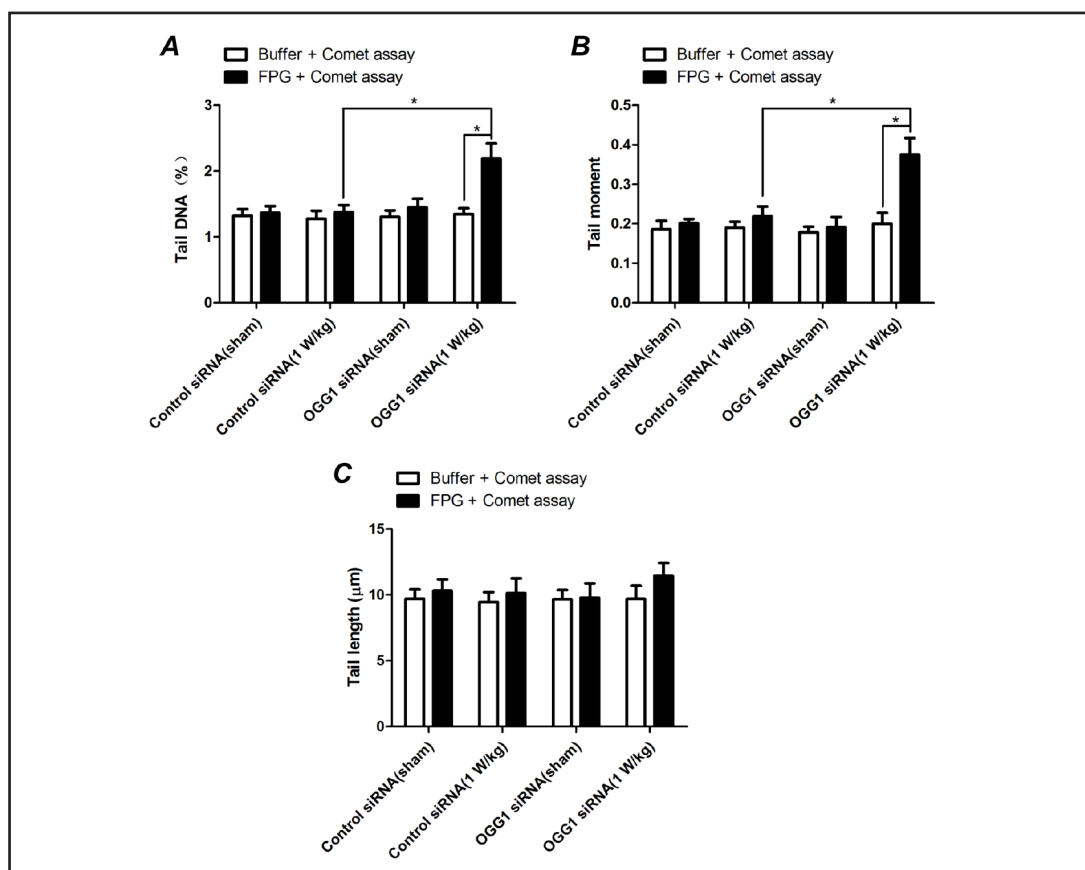 A
Buffer + Comet assay
FPG + Comet assay
Tail DNA (%)
3
2
1
0
*
*
Control siRNA(sham)
Control siRNA(1 W/kg)
OGG1 siRNA(sham)
OGG1 siRNA(1 W/kg)
B
Buffer + Comet assay
FPG + Comet assay
Tail moment
0.5
0.4
0.3
0.2
0.1
0.0
*
*
Control siRNA(sham)
Control siRNA(1 W/kg)
OGG1 siRNA(sham)
OGG1 siRNA(1 W/kg)
C
Buffer + Comet assay
FPG + Comet assay
Tail length (μm)
15
10
5
0
Control siRNA(sham)
Control siRNA(1 W/kg)
OGG1 siRNA(sham)
OGG1 siRNA(1 W/kg)